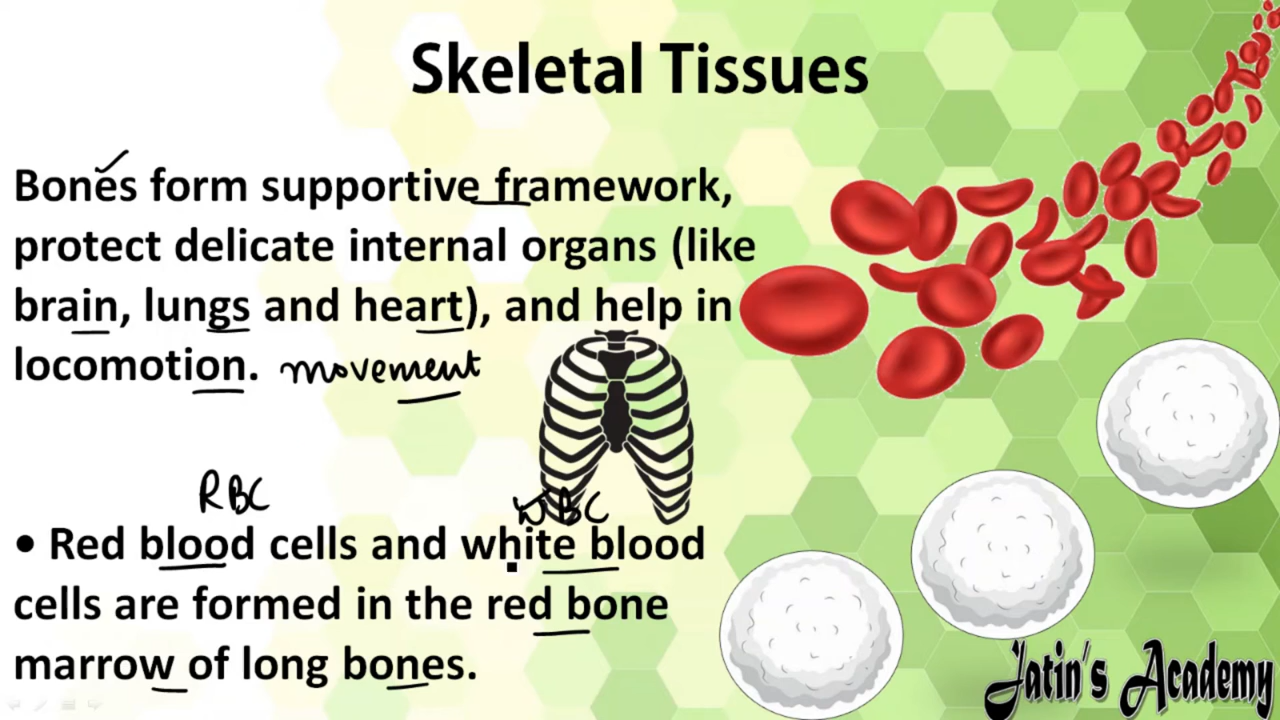 Skeletal Tissues
Bones form supportive framework,
protect delicate internal organs (like
brain, lungs and heart), and help in
locomotion. movement
RBC WBC
• Red blood cells and white blood
cells are formed in the red bone
marrow of long bones.
Jatin's Academy